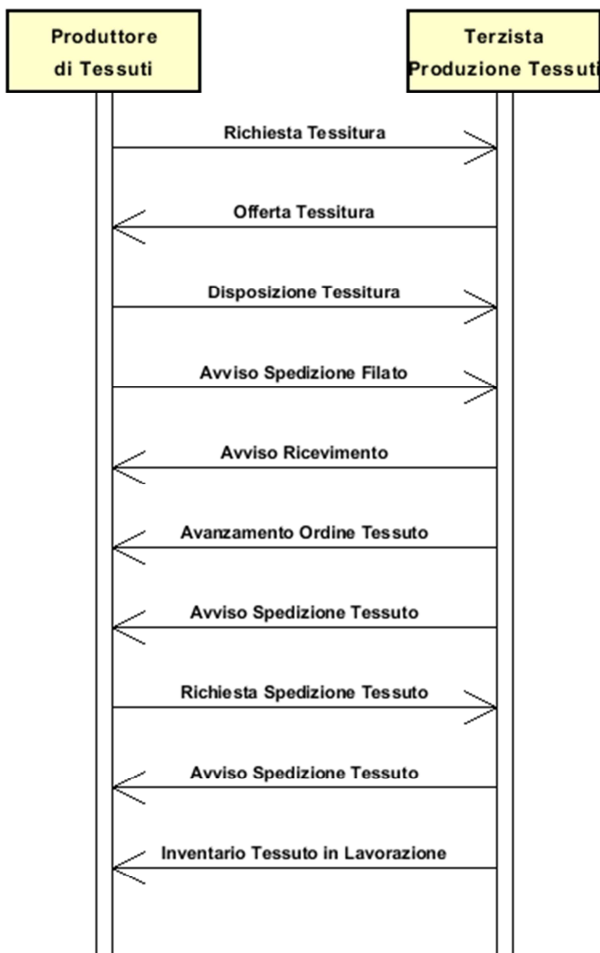 Produttore
di Tessuti
Terzista
Produzione Tessuti
Richiesta Tessitura
Offerta Tessitura
Disposizione Tessitura
Avviso Spedizione Filato
Avviso Ricevimento
Avanzamento Ordine Tessuto
Avviso Spedizione Tessuto
Richiesta Spedizione Tessuto
Avviso Spedizione Tessuto
Inventario Tessuto in Lavorazione